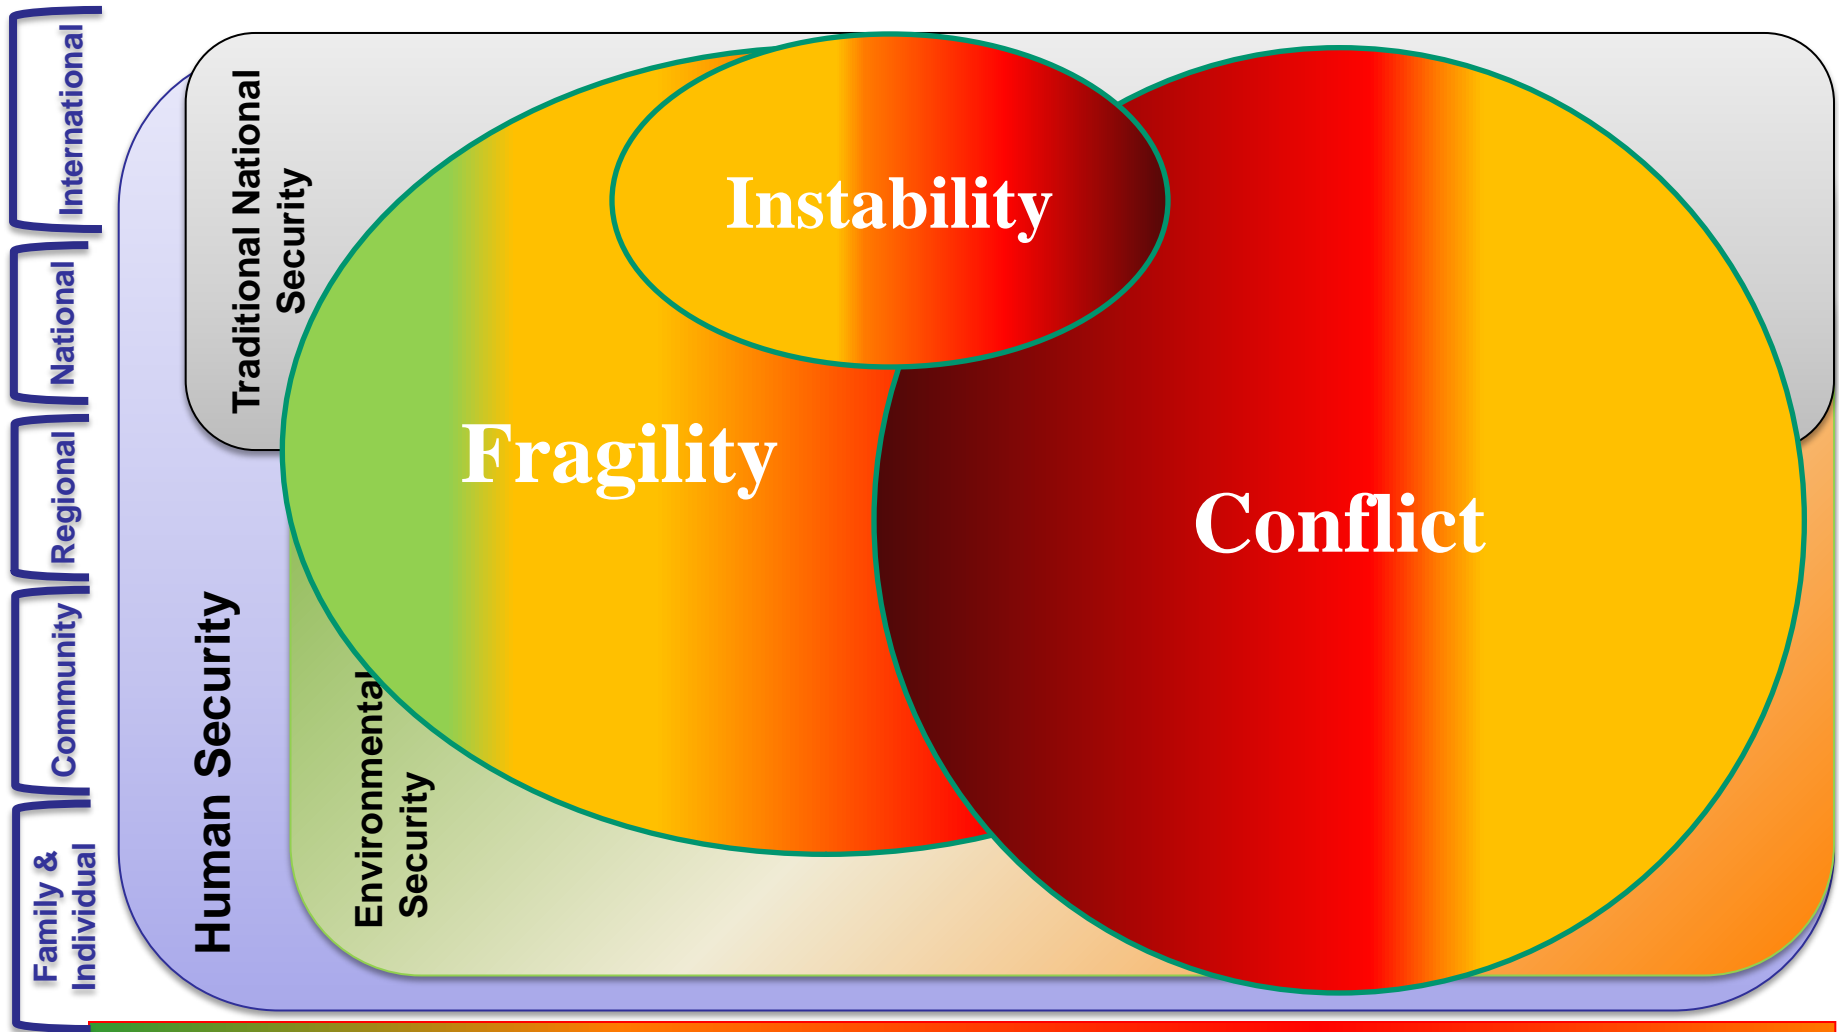 International
National
Regional
Community
Family &
Individual
Traditional National
Security
Human Security
Environmental
Security
Instability
Fragility
Conflict